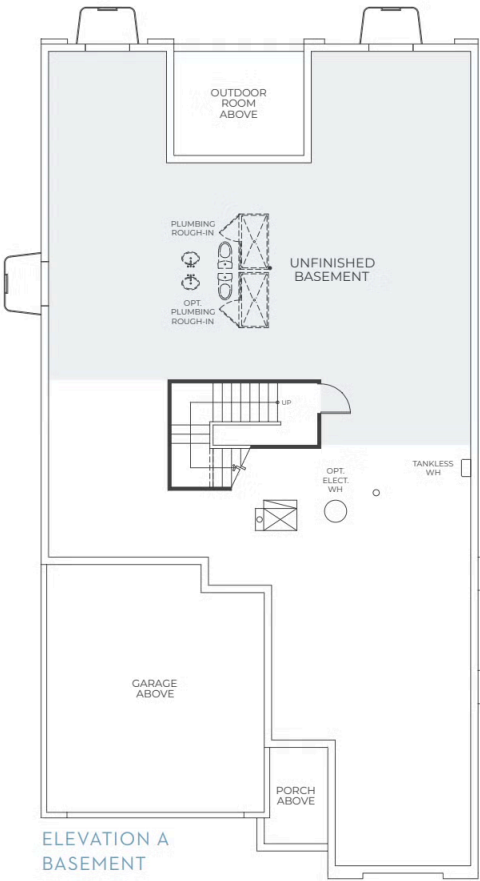 OUTDOOR
ROOM
ABOVE
PLUMBING
ROUGH-IN
UNFINISHED
BASEMENT
OPT.
PLUMBING
ROUGH-IN
UP
TANKLESS
WH
OPT.
ELECT.
WH
GARAGE
ABOVE
PORCH
ABOVE
ELEVATION A
BASEMENT